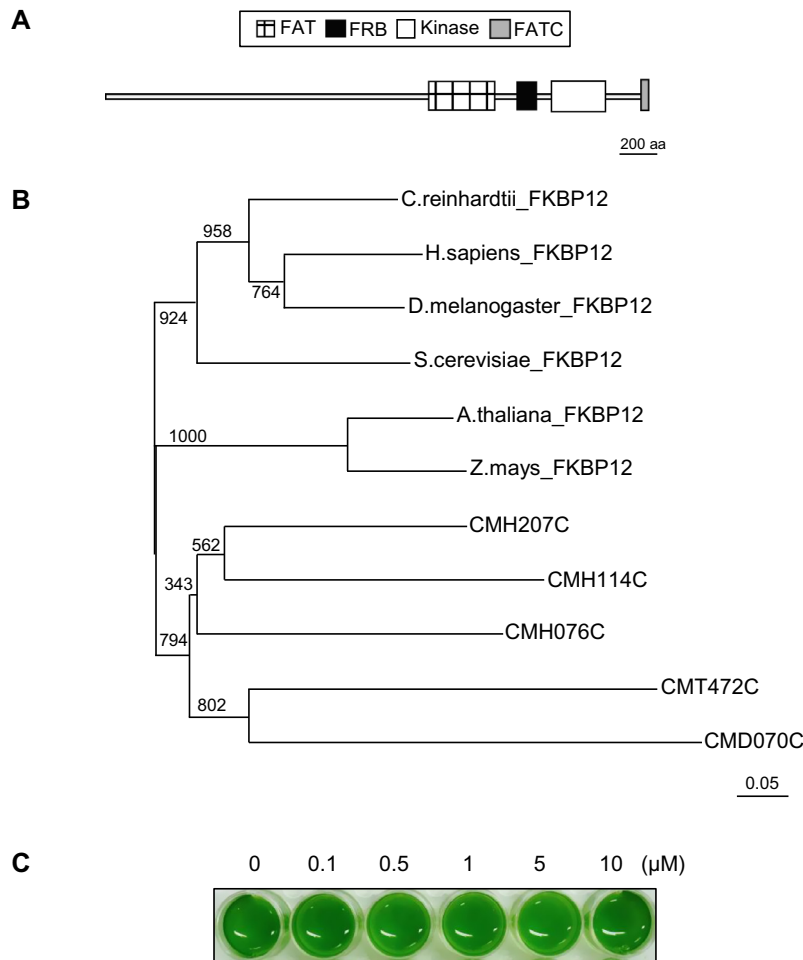 A
FAT FRB Kinase FATC
200 aa
B
C.reinhardtii_FKBP12
958
H.sapiens_FKBP12
764
D.melanogaster_FKBP12
924
S.cerevisiae_FKBP12
A.thaliana_FKBP12
1000
Z.mays_FKBP12
CMH207C
562
CMH114C
343
CMH076C
794
CMT472C
802
CMD070C
0.05
C
0 0.1 0.5 1 5 10 (μM)